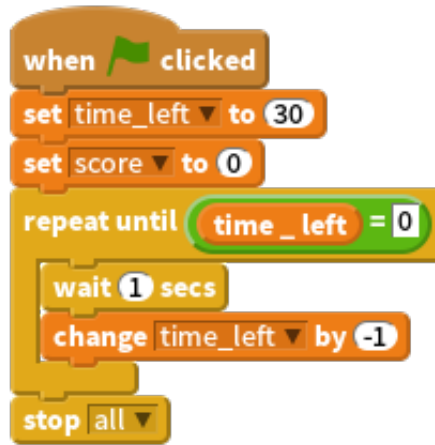 when clicked
set time_left to 30
set score to 0
repeat until time _ left = 0
wait 1 secs
change time_left by -1
stop all